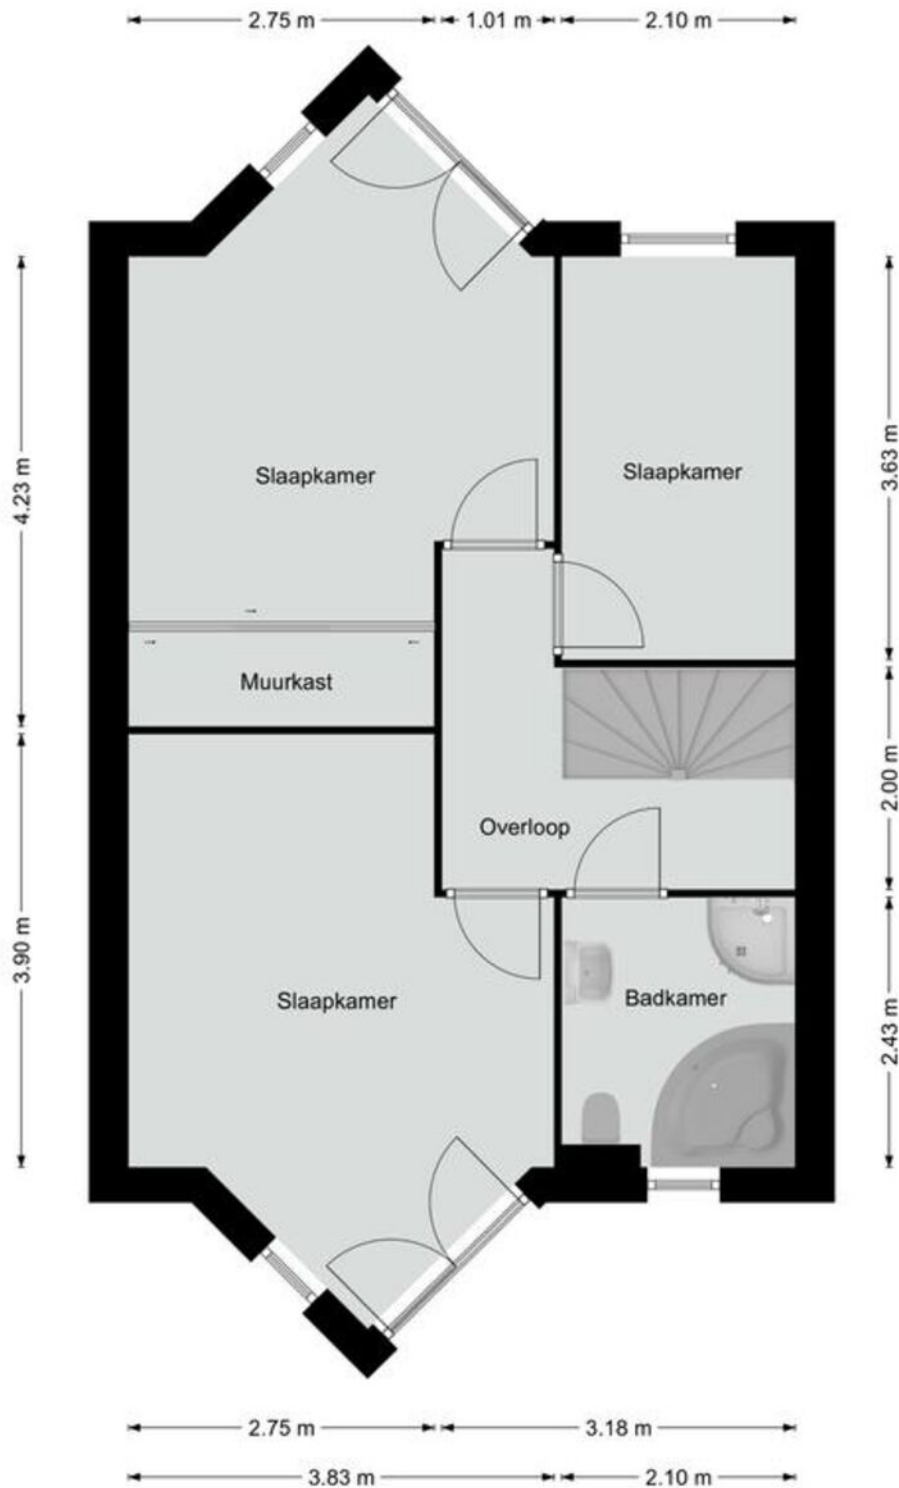 2.75 m 1.01 m 2.10 m
4.23 m
3.63 m
Slaapkamer
Slaapkamer
Muurkast
2.00 m
Overloop
3.90 m
Slaapkamer
Badkamer
2.43 m
2.75 m 3.18 m
3.83 m 2.10 m